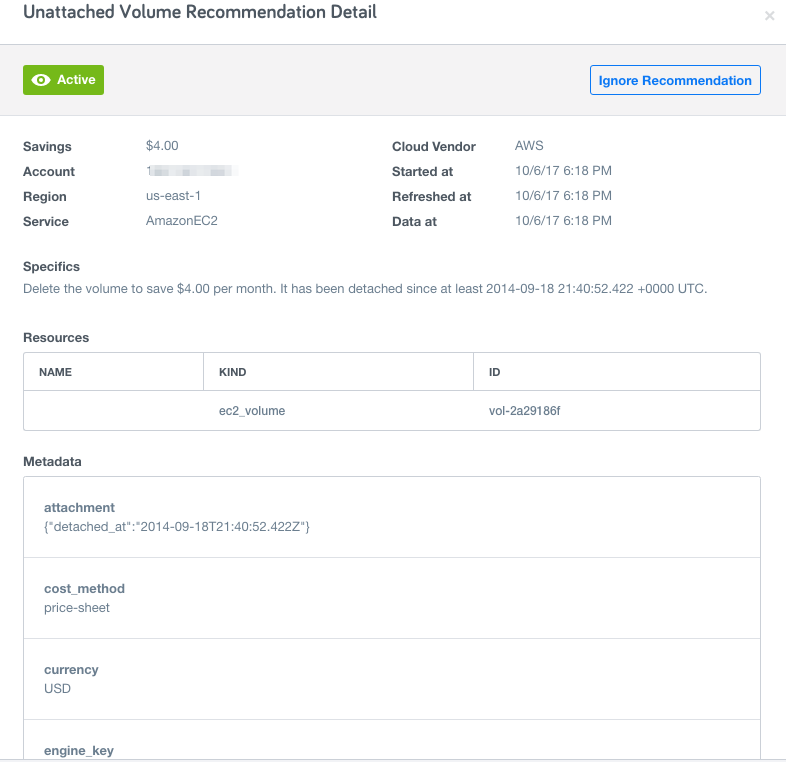 Unattached Volume Recommendation Detail
×
Active
Ignore Recommendation
Savings $4.00 Cloud Vendor AWS
Account Started at 10/6/17 6:18 PM
Region us-east-1 Refreshed at 10/6/17 6:18 PM
Service AmazonEC2 Data at 10/6/17 6:18 PM
Specifics
Delete the volume to save $4.00 per month. It has been detached since at least 2014-09-18 21:40:52.422 +0000 UTC.
Resources
NAME KIND ID
ec2_volume vol-2a29186f
Metadata
attachment
{"detached_at":"2014-09-18T21:40:52.422Z"}
cost_method
price-sheet
currency
USD
engine_key